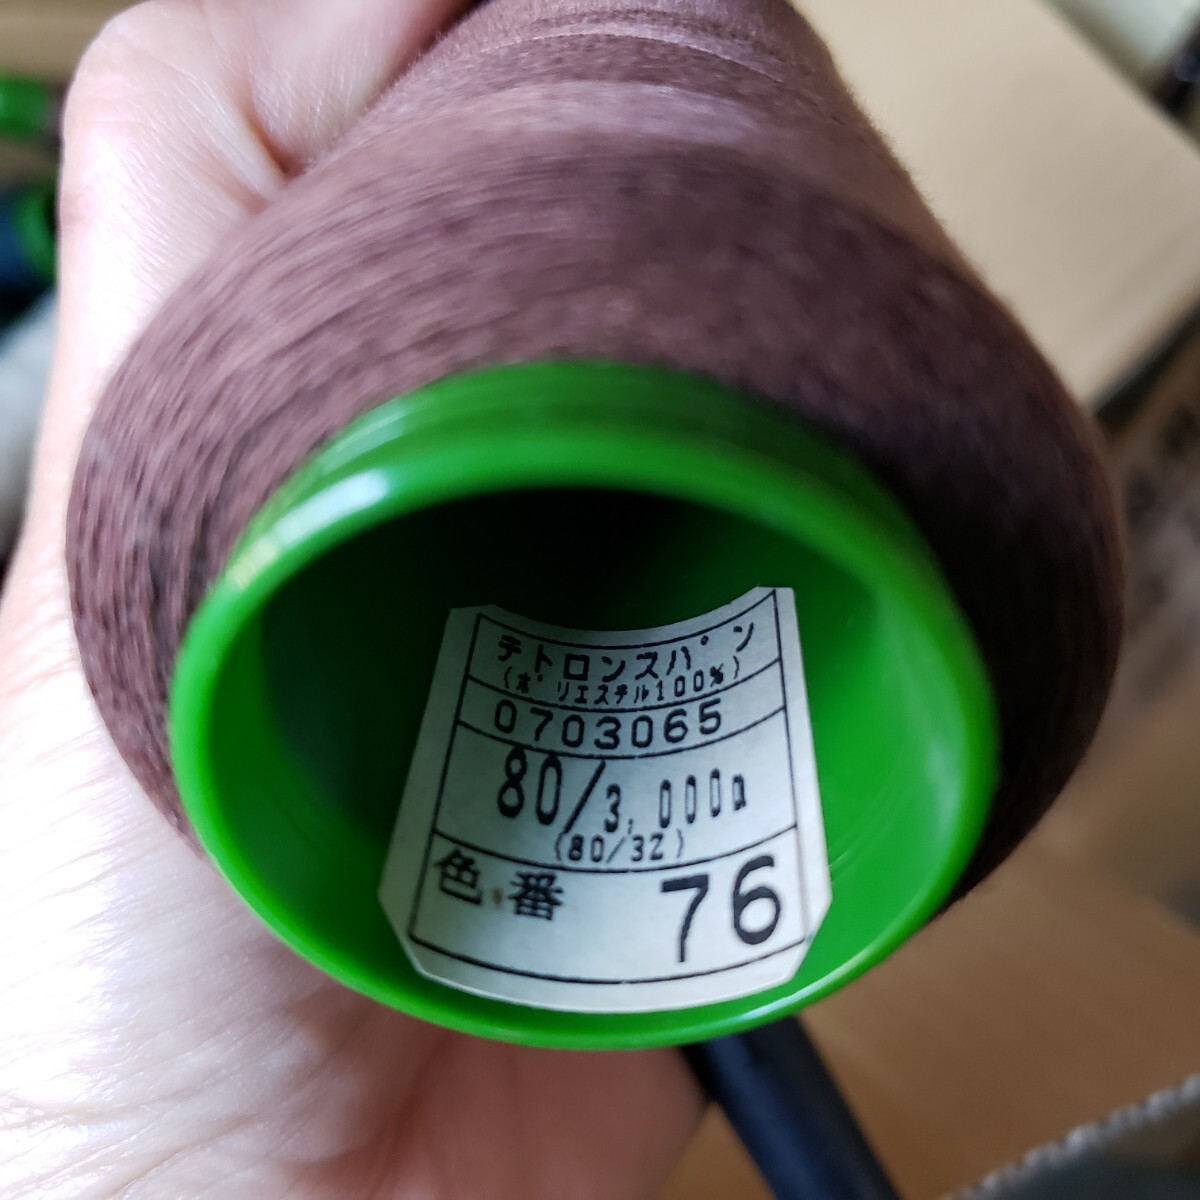 テトロンスパン
(ポリエステル100%)
0703065
80/3,000m
(80/3Z)
色番 76